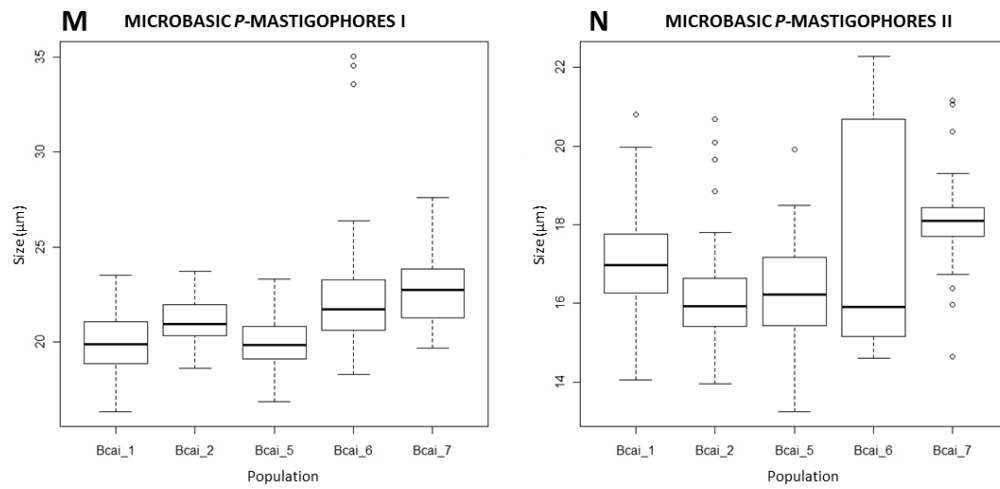 M MICROBASIC P-MASTIGOPHORES I
35
30
25
20
Size (µm)
Bcai_1 Bcai_2 Bcai_5 Bcai_6 Bcai_7
Population
N MICROBASIC P-MASTIGOPHORES II
22
20
18
16
14
Size (µm)
Bcai_1 Bcai_2 Bcai_5 Bcai_6 Bcai_7
Population